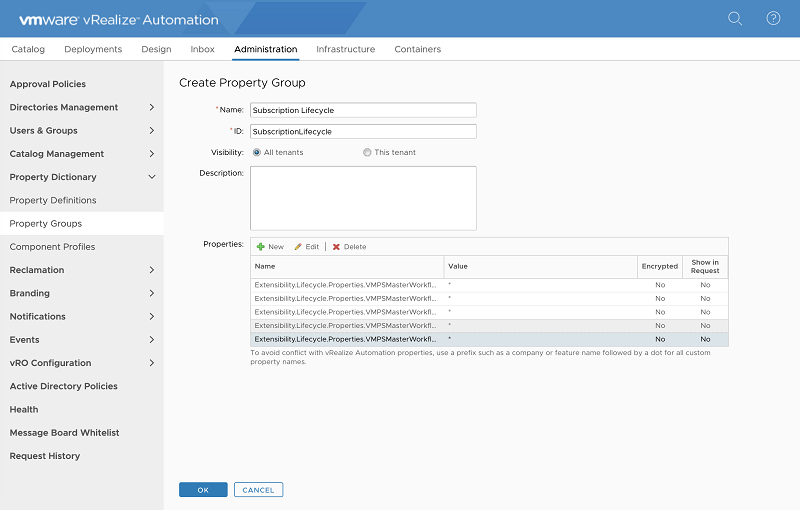 vmware® vRealize™ Automation
Catalog Deployments Design Inbox Administration Infrastructure Containers
Approval Policies
Directories Management
Users & Groups
Catalog Management
Property Dictionary
Property Definitions
Property Groups
Component Profiles
Reclamation
Branding
Notifications
Events
vRO Configuration
Active Directory Policies
Health
Message Board Whitelist
Request History
Create Property Group
* Name: Subscription Lifecycle
* ID: SubscriptionLifecycle
Visibility: All tenants This tenant
Description:
Properties: New Edit Delete
Name Value Encrypted Show in Request
Extensibility.Lifecycle.Properties.VMPSMasterWorkfl... * No No
Extensibility.Lifecycle.Properties.VMPSMasterWorkfl... * No No
Extensibility.Lifecycle.Properties.VMPSMasterWorkfl... * No No
Extensibility.Lifecycle.Properties.VMPSMasterWorkfl... * No No
Extensibility.Lifecycle.Properties.VMPSMasterWorkfl... * No No
To avoid conflict with vRealize Automation properties, use a prefix such as a company or feature name followed by a dot for all custom
property names.
OK CANCEL